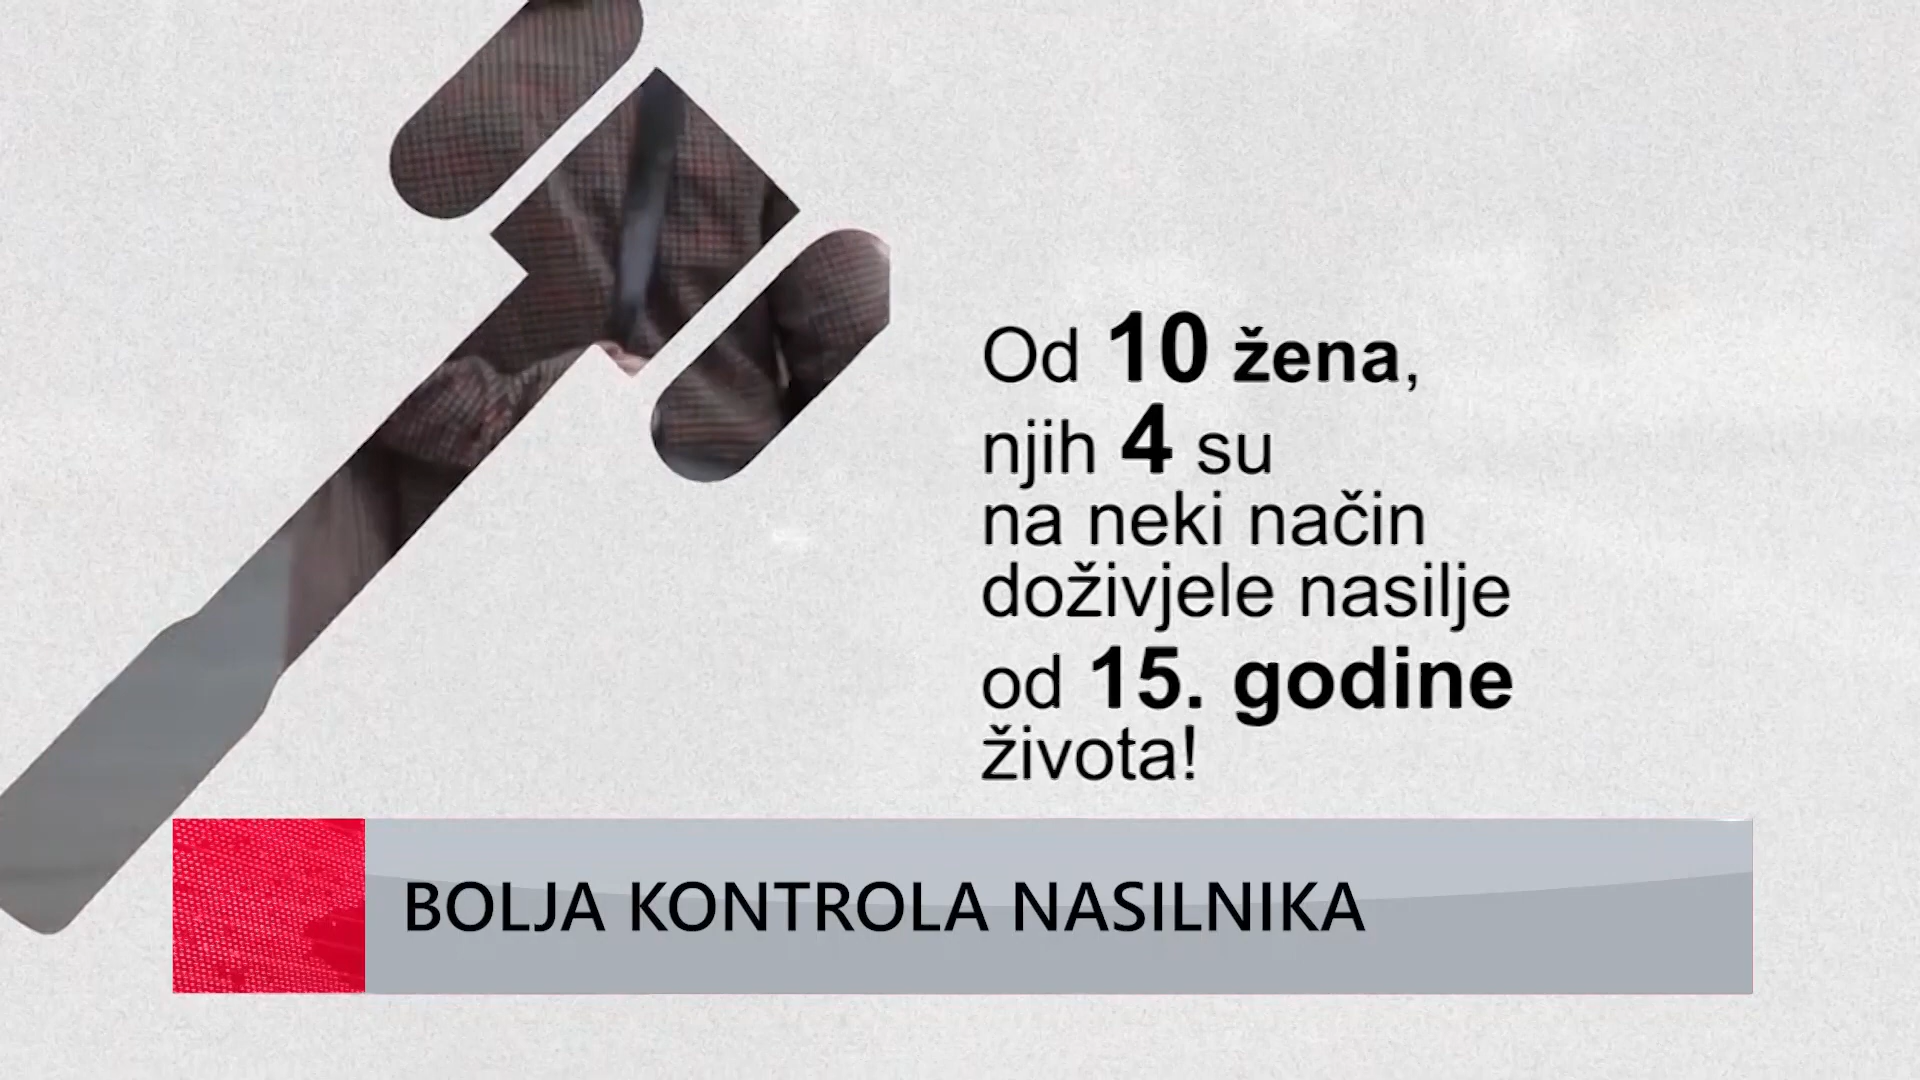 Od 10 žena,
njih 4 su
na neki način
doživjele nasilje
od 15. godine
života!
BOLJA KONTROLA NASILNIKA